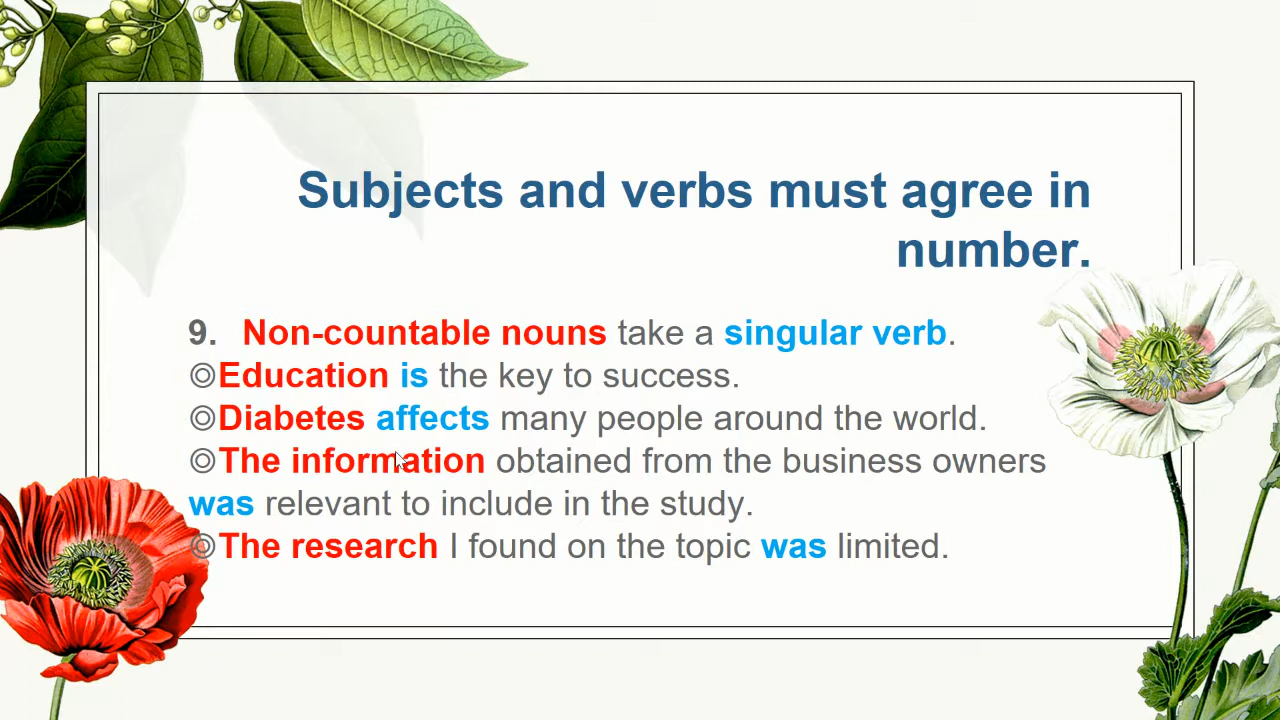 Subjects and verbs must agree in
number.
9. Non-countable nouns take a singular verb.
◎Education is the key to success.
◎Diabetes affects many people around the world.
◎The information obtained from the business owners
was relevant to include in the study.
◎The research I found on the topic was limited.